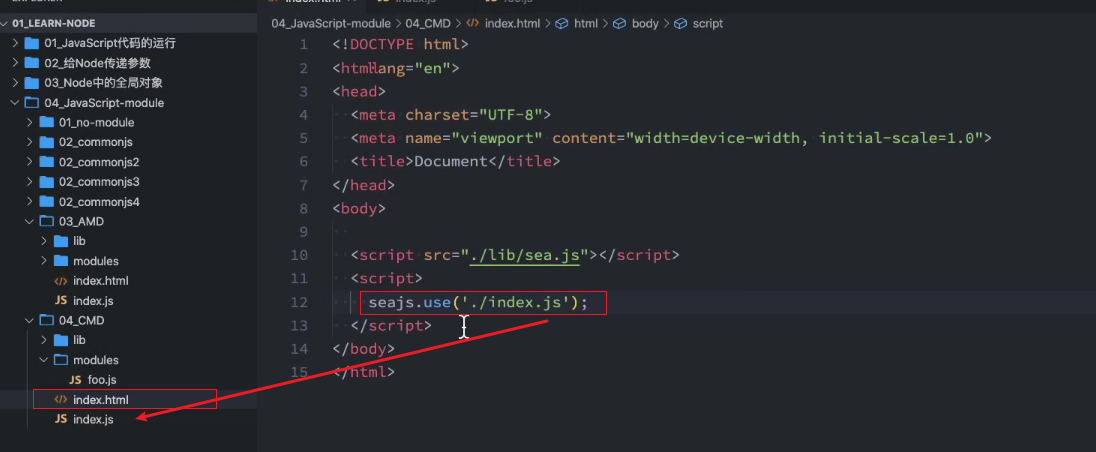 01_LEARN-NODE
01_JavaScript代码的运行
02_给Node传递参数
03_Node中的全局对象
04_JavaScript-module
01_no-module
02_commonjs
02_commonjs2
02_commonjs3
02_commonjs4
03_AMD
lib
modules
index.html
JS index.js
04_CMD
lib
modules
JS foo.js
index.html
JS index.js
04_JavaScript-module > 04_CMD > index.html > html > body > script
1 <!DOCTYPE html>
2 <html lang="en">
3 <head>
4 <meta charset="UTF-8">
5 <meta name="viewport" content="width=device-width, initial-scale=1.0">
6 <title>Document</title>
7 </head>
8 <body>
9
10 <script src="./lib/sea.js"></script>
11 <script>
12 seajs.use('./index.js');
13 </script>
14 </body>
15 </html>